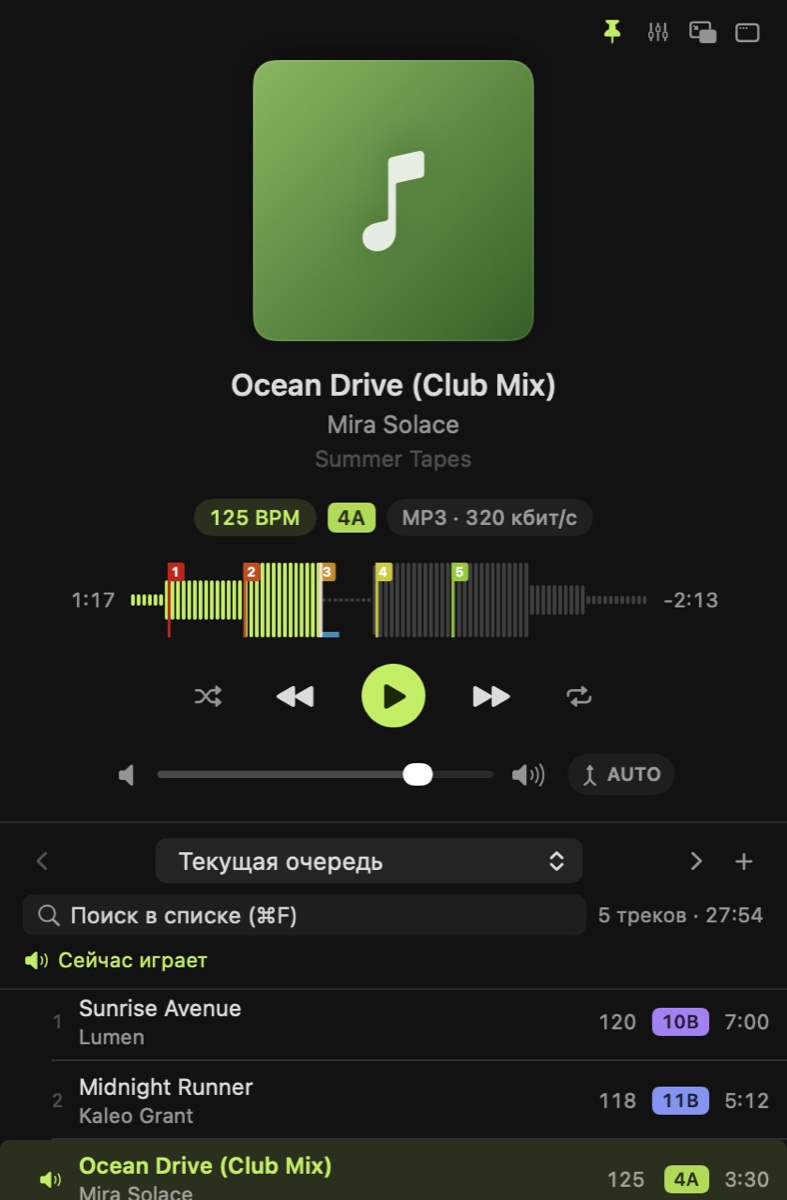 Ocean Drive (Club Mix)
Mira Solace
Summer Tapes
125 BPM 4A MP3 · 320 кбит/с
1 2 3 4 5
1:17 -2:13
AUTO
Текущая очередь
Поиск в списке (⌘F) 5 треков · 27:54
Сейчас играет
1 Sunrise Avenue 120 10B 7:00
Lumen
2 Midnight Runner 118 11B 5:12
Kaleo Grant
Ocean Drive (Club Mix) 125 4A 3:30
Mira Solace